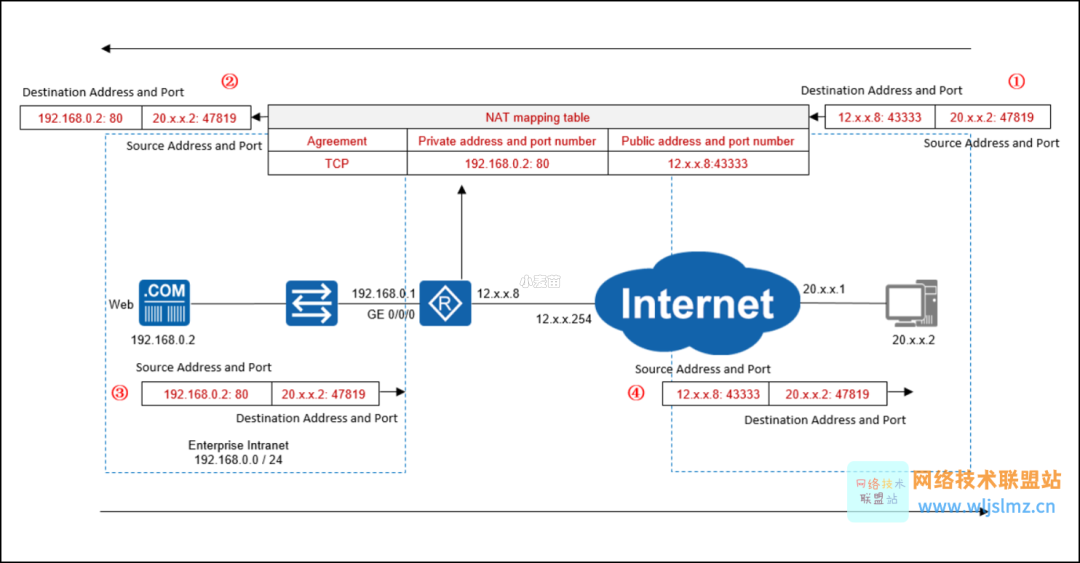 ②
①
Destination Address and Port
Destination Address and Port
192.168.0.2: 80
20.x.x.2: 47819
NAT mapping table
12.x.x.8: 43333
20.x.x.2: 47819
Source Address and Port
Agreement
Private address and port number
Public address and port number
Source Address and Port
TCP
192.168.0.2: 80
12.x.x.8:43333
小麦苗
.COM
Web
192.168.0.2
192.168.0.1
GE 0/0/0
R
12.x.x.8
12.x.x.254
Internet
20.x.x.1
20.x.x.2
Source Address and Port
Source Address and Port
③
192.168.0.2: 80
20.x.x.2: 47819
④
12.x.x.8: 43333
20.x.x.2: 47819
Destination Address and Port
Destination Address and Port
Enterprise Intranet
192.168.0.0 / 24
网络技术
联盟站
网络技术联盟站
www.wljslmz.cn